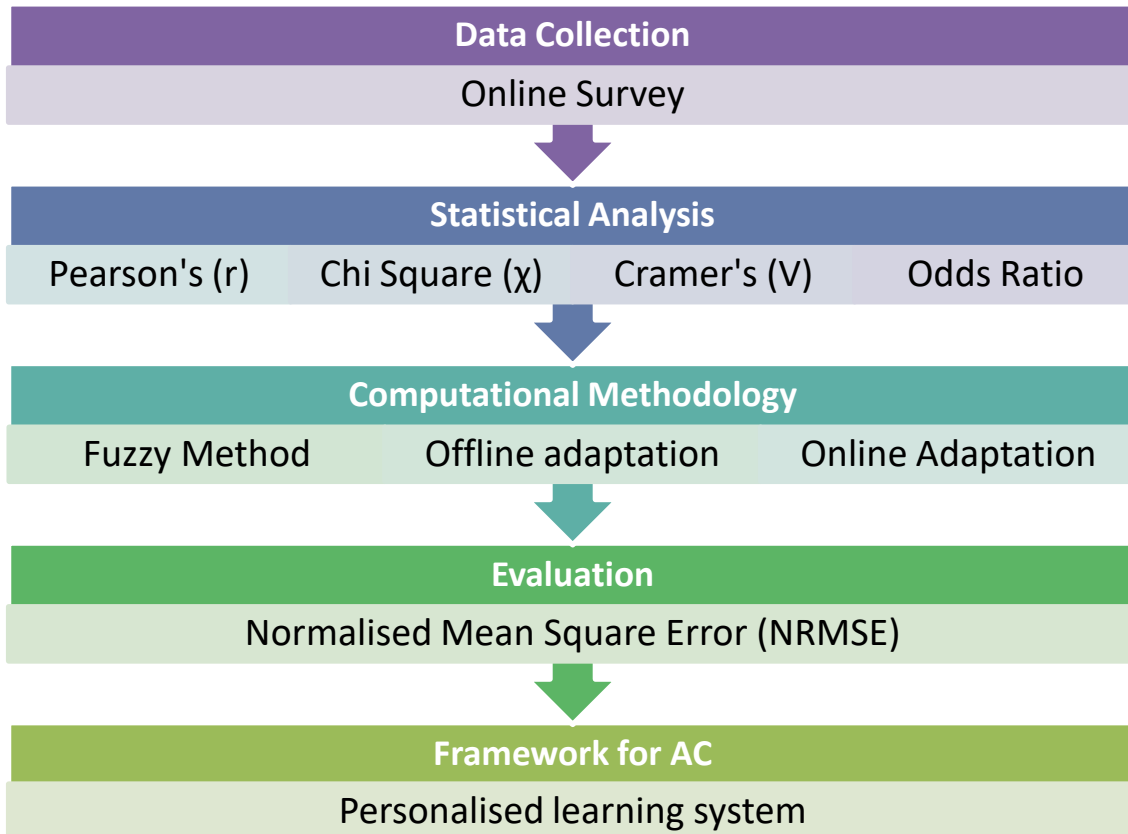 Data Collection
Online Survey
Statistical Analysis
Pearson's (r) Chi Square (χ) Cramer's (V) Odds Ratio
Computational Methodology
Fuzzy Method Offline adaptation Online Adaptation
Evaluation
Normalised Mean Square Error (NRMSE)
Framework for AC
Personalised learning system